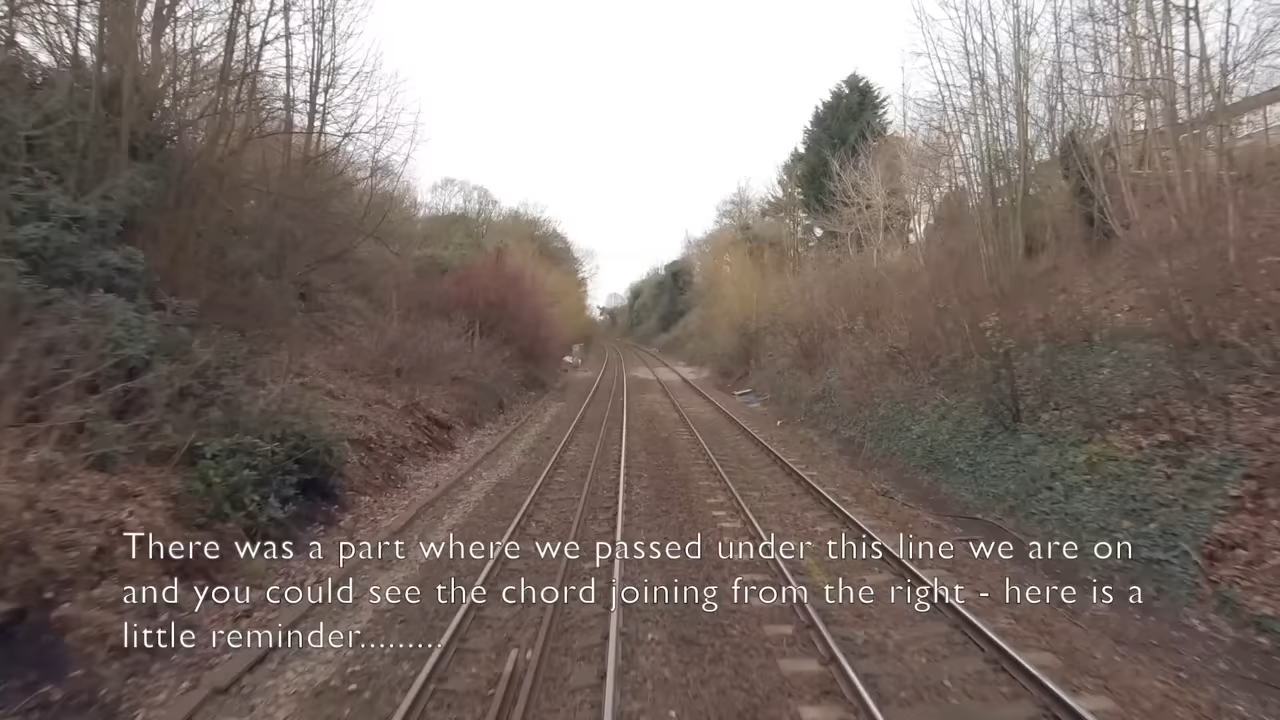 There was a part where we passed under this line we are on
and you could see the chord joining from the right - here is a
little reminder.........